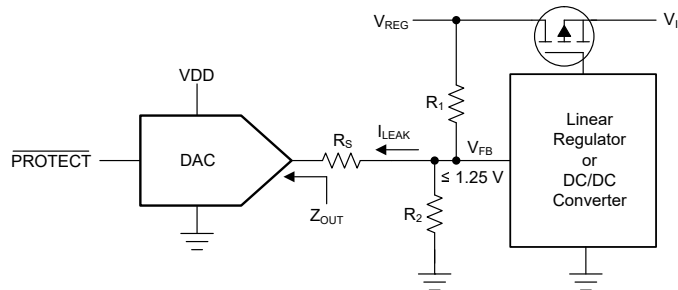 VREG
VI
VDD
R1
Linear
Regulator
or
DC/DC
Converter
PROTECT
DAC
RS
ILEAK
VFB
≤ 1.25 V
ZOUT
R2